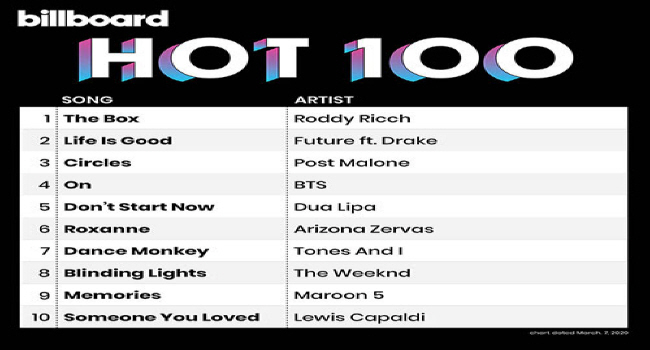 billboard
HOT 100
SONG ARTIST
1 The Box Roddy Ricch
2 Life Is Good Future ft. Drake
3 Circles Post Malone
4 On BTS
5 Don't Start Now Dua Lipa
6 Roxanne Arizona Zervas
7 Dance Monkey Tones And I
8 Blinding Lights The Weeknd
9 Memories Maroon 5
10 Someone You Loved Lewis Capaldi
chart dated March. 7, 2020